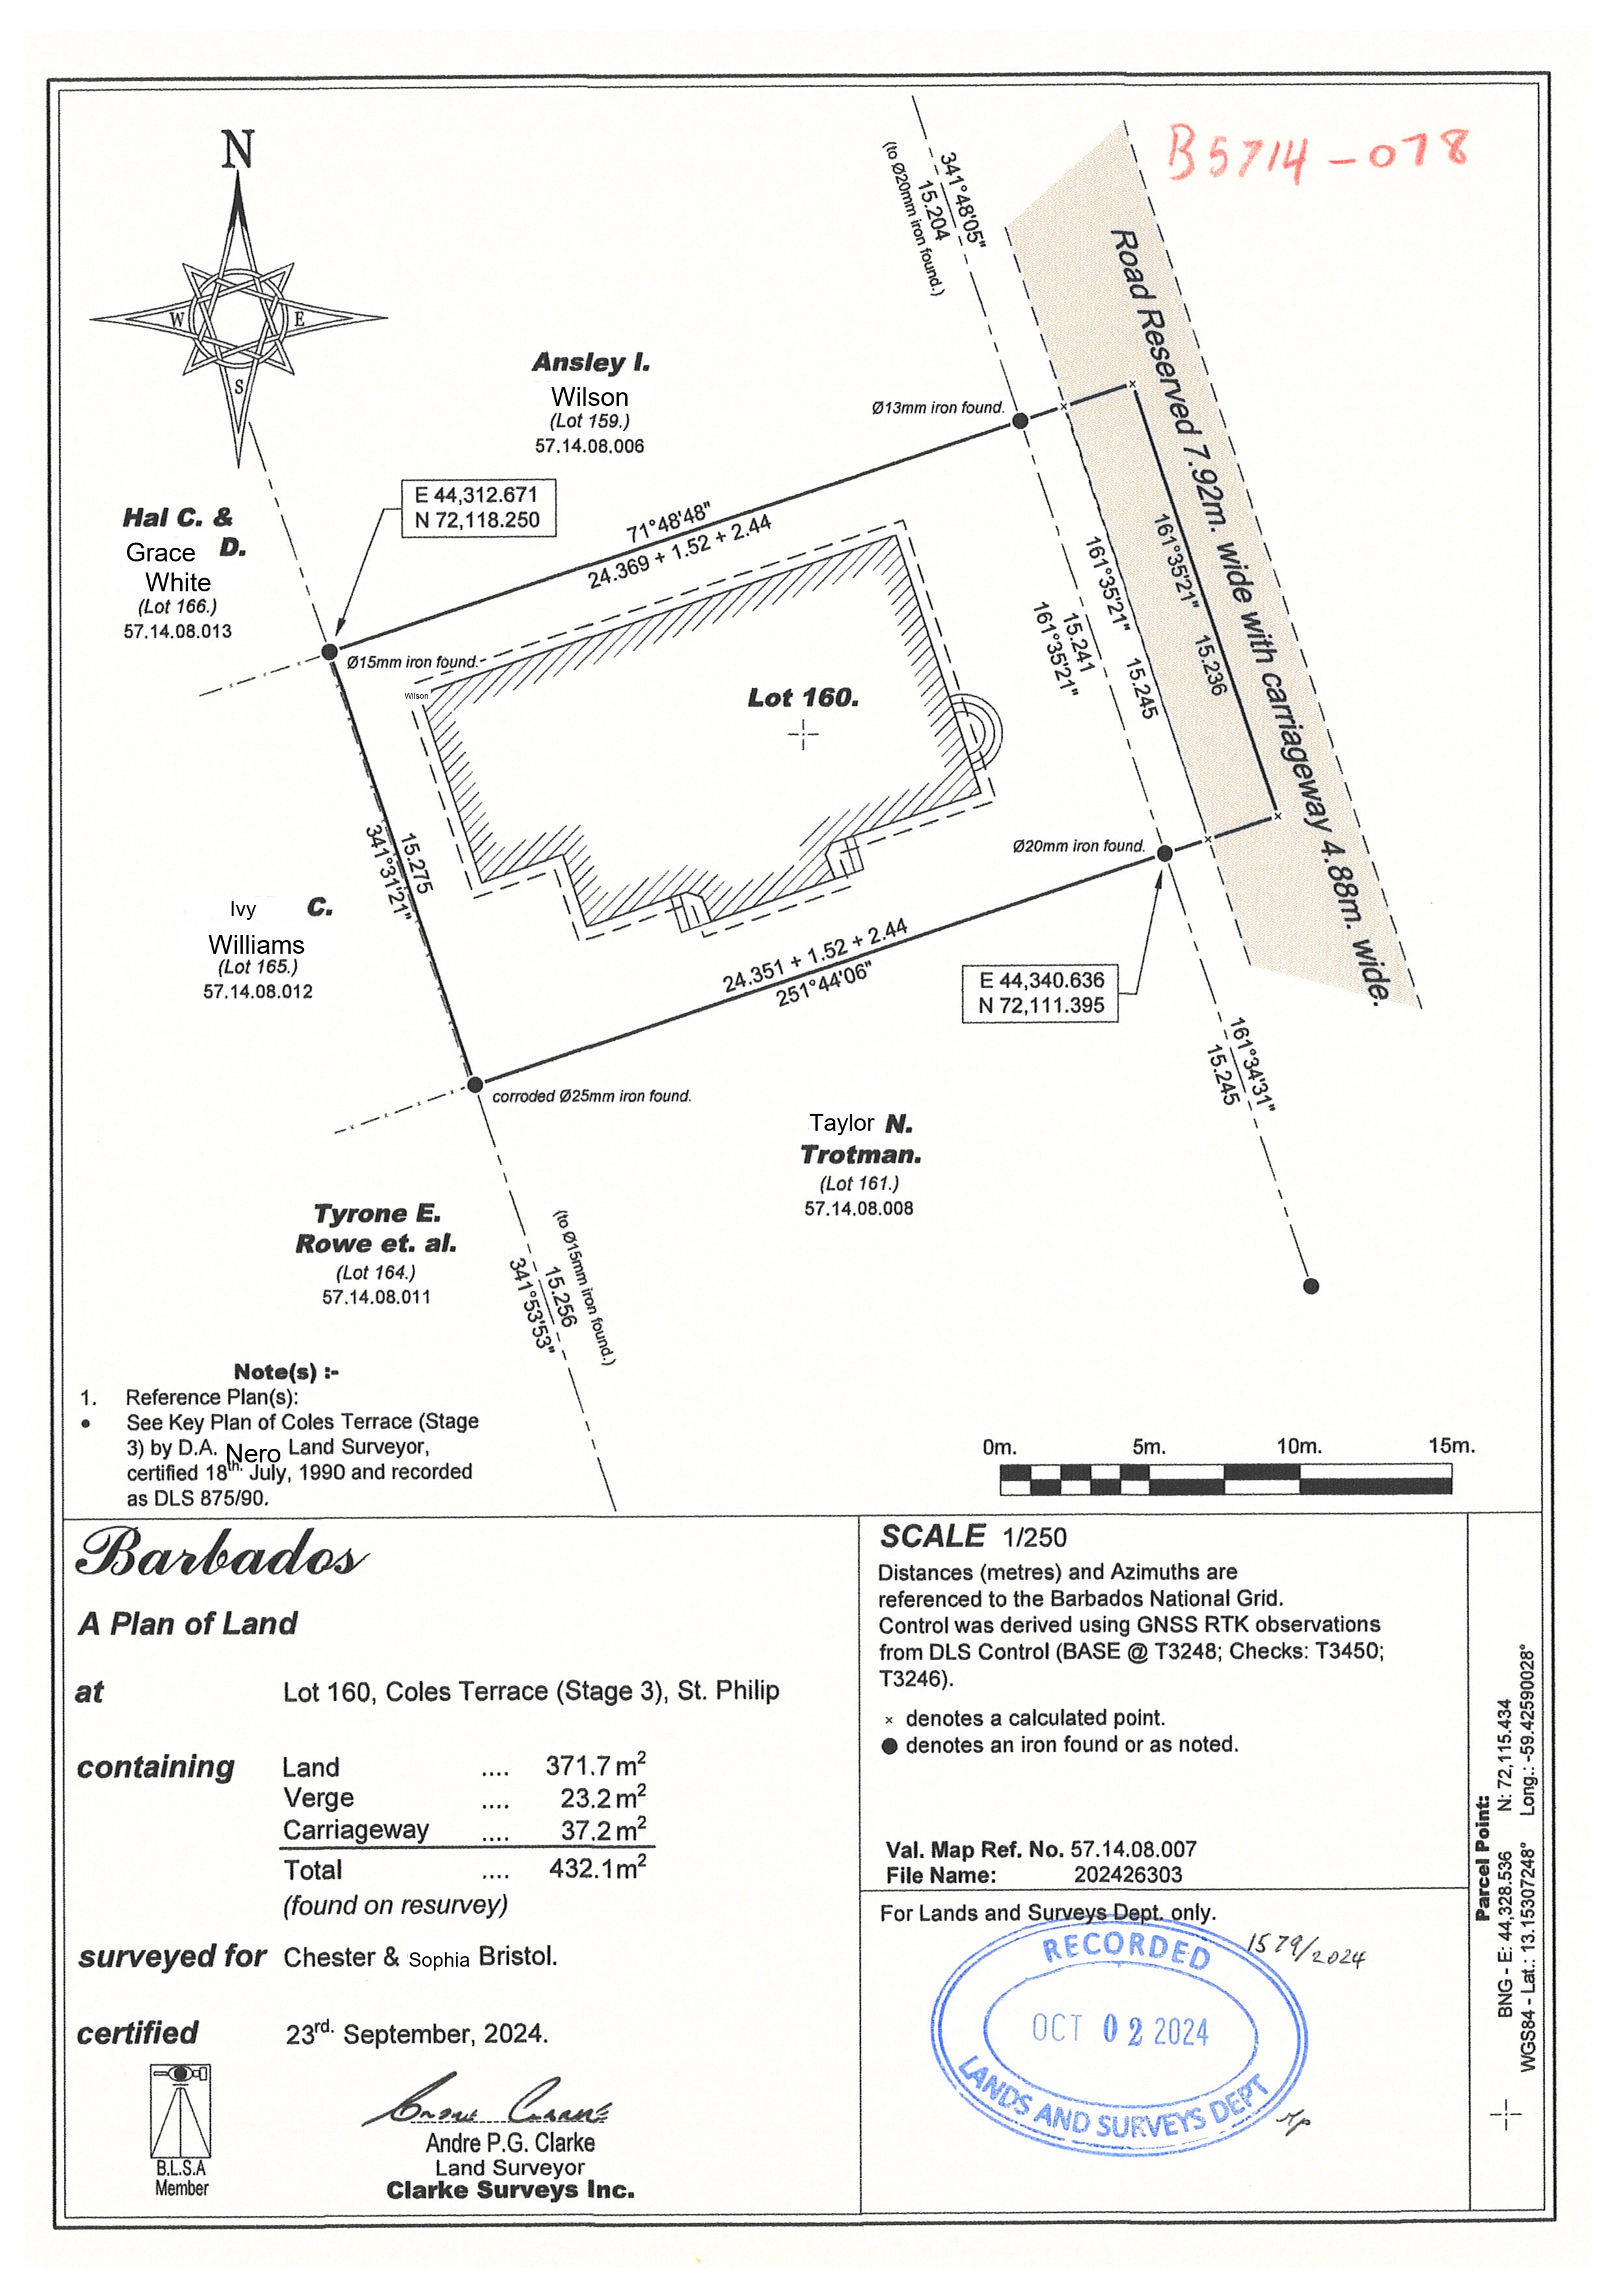 B5714-078
N
W
E
S
341°48'05"
15.204
(to Ø20mm iron found.)
Road Reserved 7.92m. wide with carriageway 4.88m. wide.
Ansley I.
Wilson
(Lot 159.)
57.14.08.006
Ø13mm iron found.
E 44,312.671
N 72,118.250
71°48'48"
24.369 + 1.52 + 2.44
Hal C. &
Grace D.
White
(Lot 166.)
57.14.08.013
Ø15mm iron found.
Wilson
Lot 160.
161°35'21"
15.245
161°35'21"
15.236
15.241
161°35'21"
15.275
341°31'21"
Ø20mm iron found.
Ivy C.
Williams
(Lot 165.)
57.14.08.012
24.351 + 1.52 + 2.44
251°44'06"
E 44,340.636
N 72,111.395
161°34'31"
15.245
corroded Ø25mm iron found.
Taylor N.
Trotman.
(Lot 161.)
57.14.08.008
Tyrone E.
Rowe et. al.
(Lot 164.)
57.14.08.011
(to Ø15mm iron found.)
15.256
341°53'53"
Note(s) :-
1. Reference Plan(s):
• See Key Plan of Coles Terrace (Stage
3) by D.A. Nero Land Surveyor,
certified 18th. July, 1990 and recorded
as DLS 875/90.
0m. 5m. 10m. 15m.
Barbados
A Plan of Land
at Lot 160, Coles Terrace (Stage 3), St. Philip
containing Land .... 371.7 m²
Verge .... 23.2 m²
Carriageway .... 37.2 m²
Total .... 432.1 m²
(found on resurvey)
surveyed for Chester & Sophia Bristol.
certified 23rd. September, 2024.
B.L.S.A
Member
Andre P.G. Clarke
Land Surveyor
Clarke Surveys Inc.
SCALE 1/250
Distances (metres) and Azimuths are
referenced to the Barbados National Grid.
Control was derived using GNSS RTK observations
from DLS Control (BASE @ T3248; Checks: T3450;
T3246).
× denotes a calculated point.
● denotes an iron found or as noted.
Val. Map Ref. No. 57.14.08.007
File Name: 202426303
For Lands and Surveys Dept. only.
1579/2024
RECORDED
OCT 02 2024
LANDS AND SURVEYS DEPT
Parcel Point:
BNG - E: 44,328.536 N: 72,115.434
WGS84 - Lat.: 13.15307248° Long.: -59.42590028°